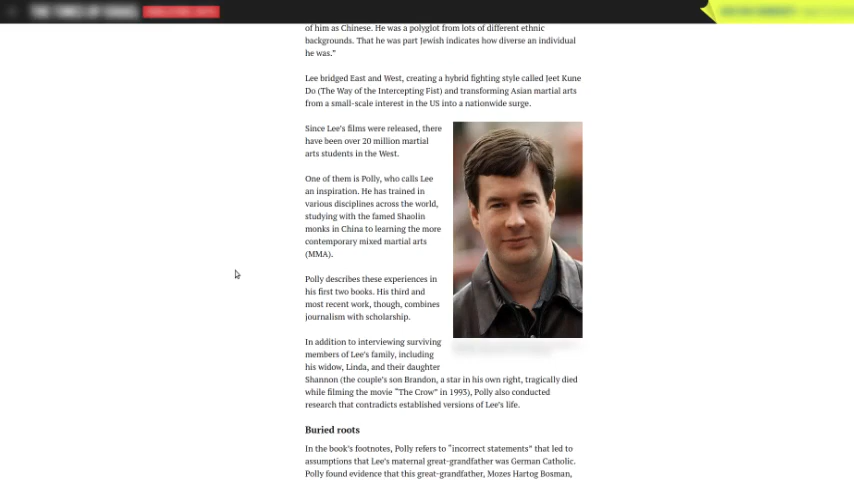 of him as Chinese. He was a polyglot from lots of different ethnic
backgrounds. That he was part Jewish indicates how diverse an individual
he was.”
Lee bridged East and West, creating a hybrid fighting style called Jeet Kune
Do (The Way of the Intercepting Fist) and transforming Asian martial arts
from a small-scale interest in the US into a nationwide surge.
Since Lee’s films were released, there
have been over 20 million martial
arts students in the West.
One of them is Polly, who calls Lee
an inspiration. He has trained in
various disciplines across the world,
studying with the famed Shaolin
monks in China to learning the more
contemporary mixed martial arts
(MMA).
Polly describes these experiences in
his first two books. His third and
most recent work, though, combines
journalism with scholarship.
In addition to interviewing surviving
members of Lee’s family, including
his widow, Linda, and their daughter
Shannon (the couple’s son Brandon, a star in his own right, tragically died
while filming the movie “The Crow” in 1993), Polly also conducted
research that contradicts established versions of Lee’s life.
Buried roots
In the book’s footnotes, Polly refers to “incorrect statements” that led to
assumptions that Lee’s maternal great-grandfather was German Catholic.
Polly found evidence that this great-grandfather, Mozes Hartog Bosman,